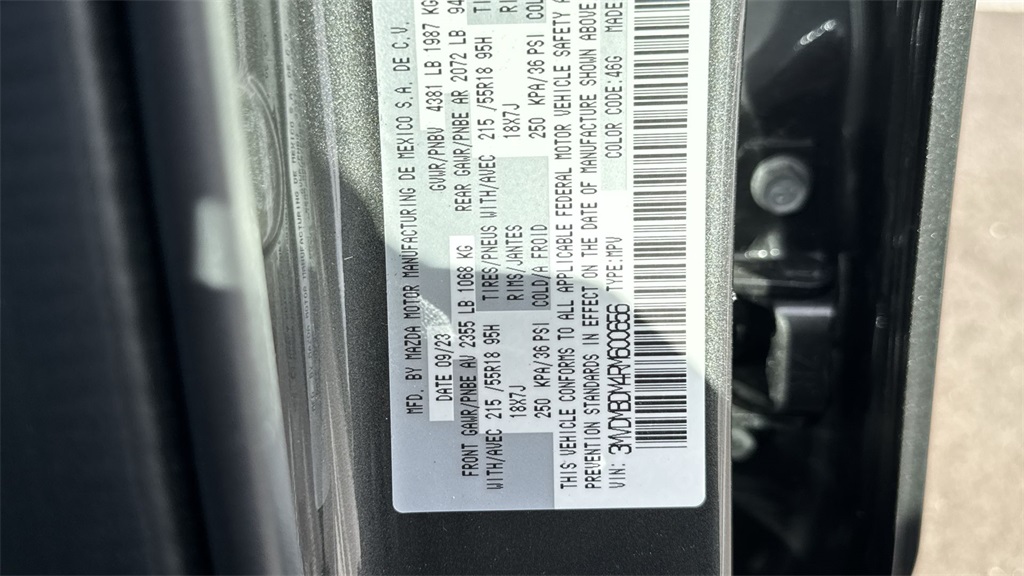 MFD. BY MAZDA MOTOR MANUFACTURING DE MEXICO S.A. DE C.V.
DATE 09/23 GVWR/PNBV 4381 LB 1987 KG
FRONT GAWR/PNBE AV 2355 LB 1068 KG REAR GAWR/PNBE AR 2072 LB 94
WITH/AVEC 215 /55R18 95H TIRES/PNEUS WITH/AVEC 215 /55R18 95H TI
18X7J RIMS/JANTES 18X7J RI
250 KPA/36 PSI COLD/A FROID 250 KPA/36 PSI COL
THIS VEHICLE CONFORMS TO ALL APPLICABLE FEDERAL MOTOR VEHICLE SAFETY A
PREVENTION STANDARDS IN EFFECT ON THE DATE OF MANUFACTURE SHOWN ABOVE
VIN: 3MVDMBDM4RM600656 TYPE:MPV COLOR CODE:46G MADE